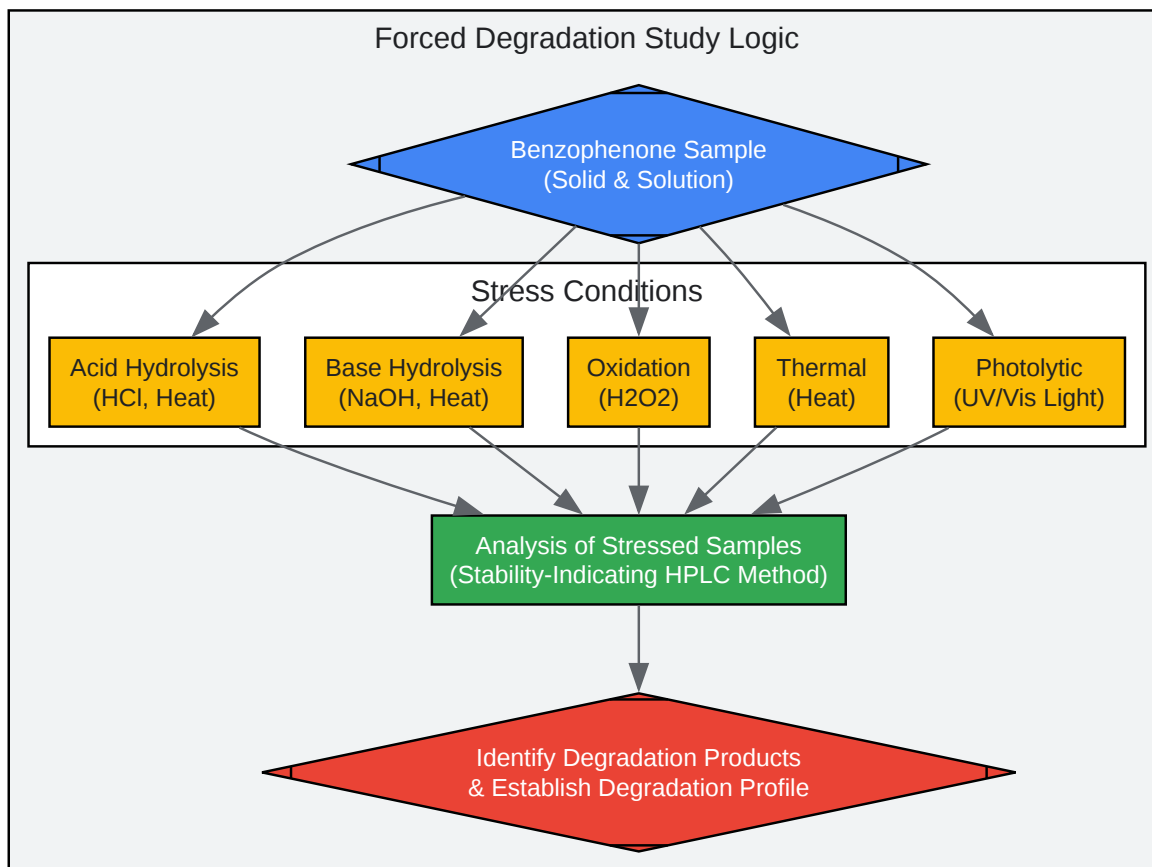 Forced Degradation Study Logic
Benzophenone Sample
(Solid & Solution)
Stress Conditions
Acid Hydrolysis
(HCl, Heat)
Base Hydrolysis
(NaOH, Heat)
Oxidation
(H2O2)
Thermal
(Heat)
Photolytic
(UV/Vis Light)
Analysis of Stressed Samples
(Stability-Indicating HPLC Method)
Identify Degradation Products
& Establish Degradation Profile